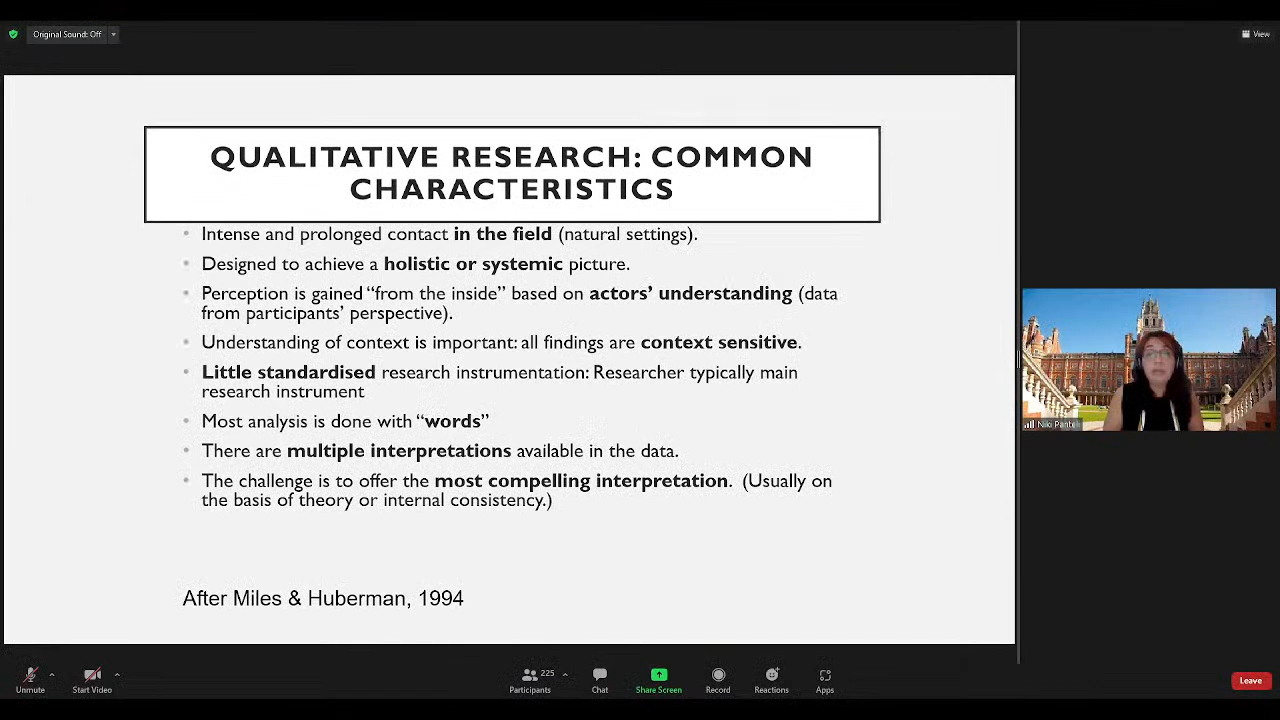 Original Sound: Off
View
QUALITATIVE RESEARCH: COMMON
CHARACTERISTICS
• Intense and prolonged contact in the field (natural settings).
• Designed to achieve a holistic or systemic picture.
• Perception is gained “from the inside” based on actors’ understanding (data
from participants’ perspective).
• Understanding of context is important: all findings are context sensitive.
• Little standardised research instrumentation: Researcher typically main
research instrument
• Most analysis is done with “words”
• There are multiple interpretations available in the data.
• The challenge is to offer the most compelling interpretation. (Usually on
the basis of theory or internal consistency.)
After Miles & Huberman, 1994
Niki Panteli
Unmute
Start Video
225
Participants
Chat
Share Screen
Record
Reactions
Apps
Leave